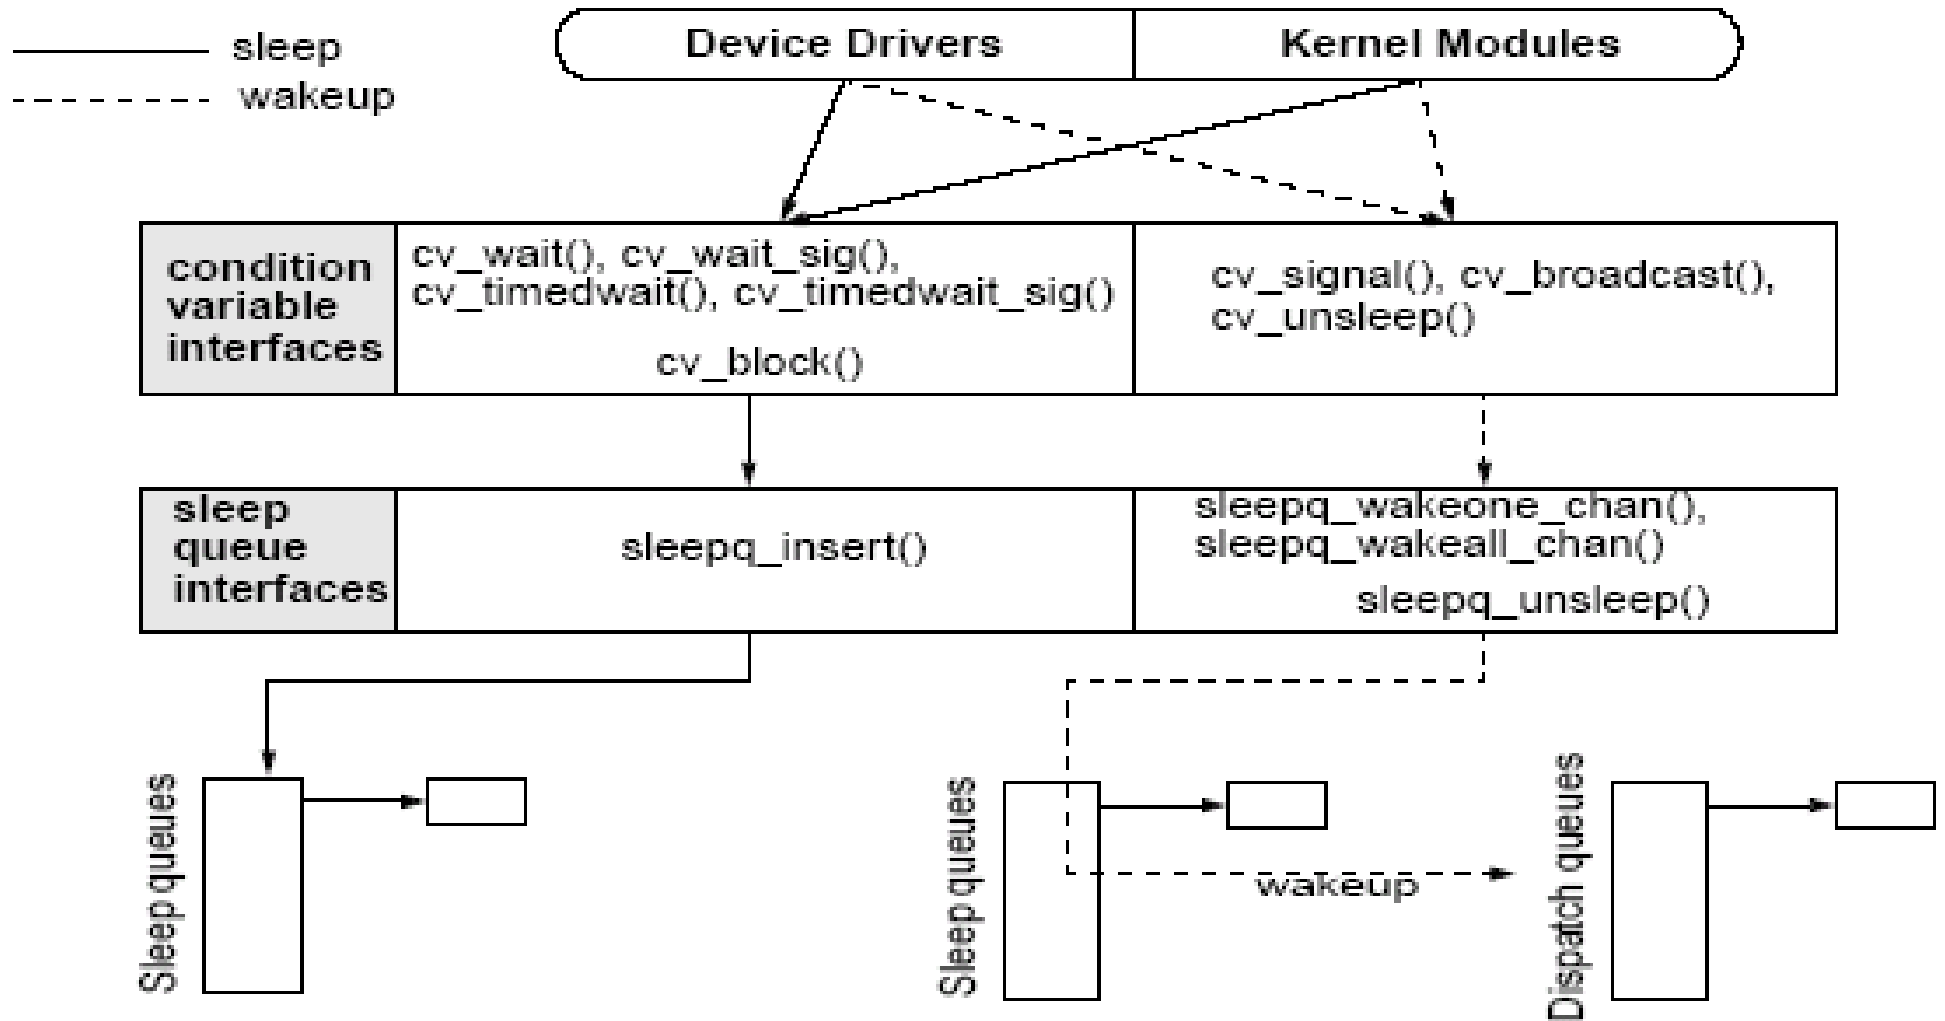 sleep
wakeup
Device Drivers
Kernel Modules
condition
variable
interfaces
cv_wait(), cv_wait_sig(),
cv_timedwait(), cv_timedwait_sig()
cv_block()
cv_signal(), cv_broadcast(),
cv_unsleep()
sleep
queue
interfaces
sleepq_insert()
sleepq_wakeone_chan(),
sleepq_wakeall_chan()
sleepq_unsleep()
Sleep queues
Sleep queues
wakeup
Dispatch queues